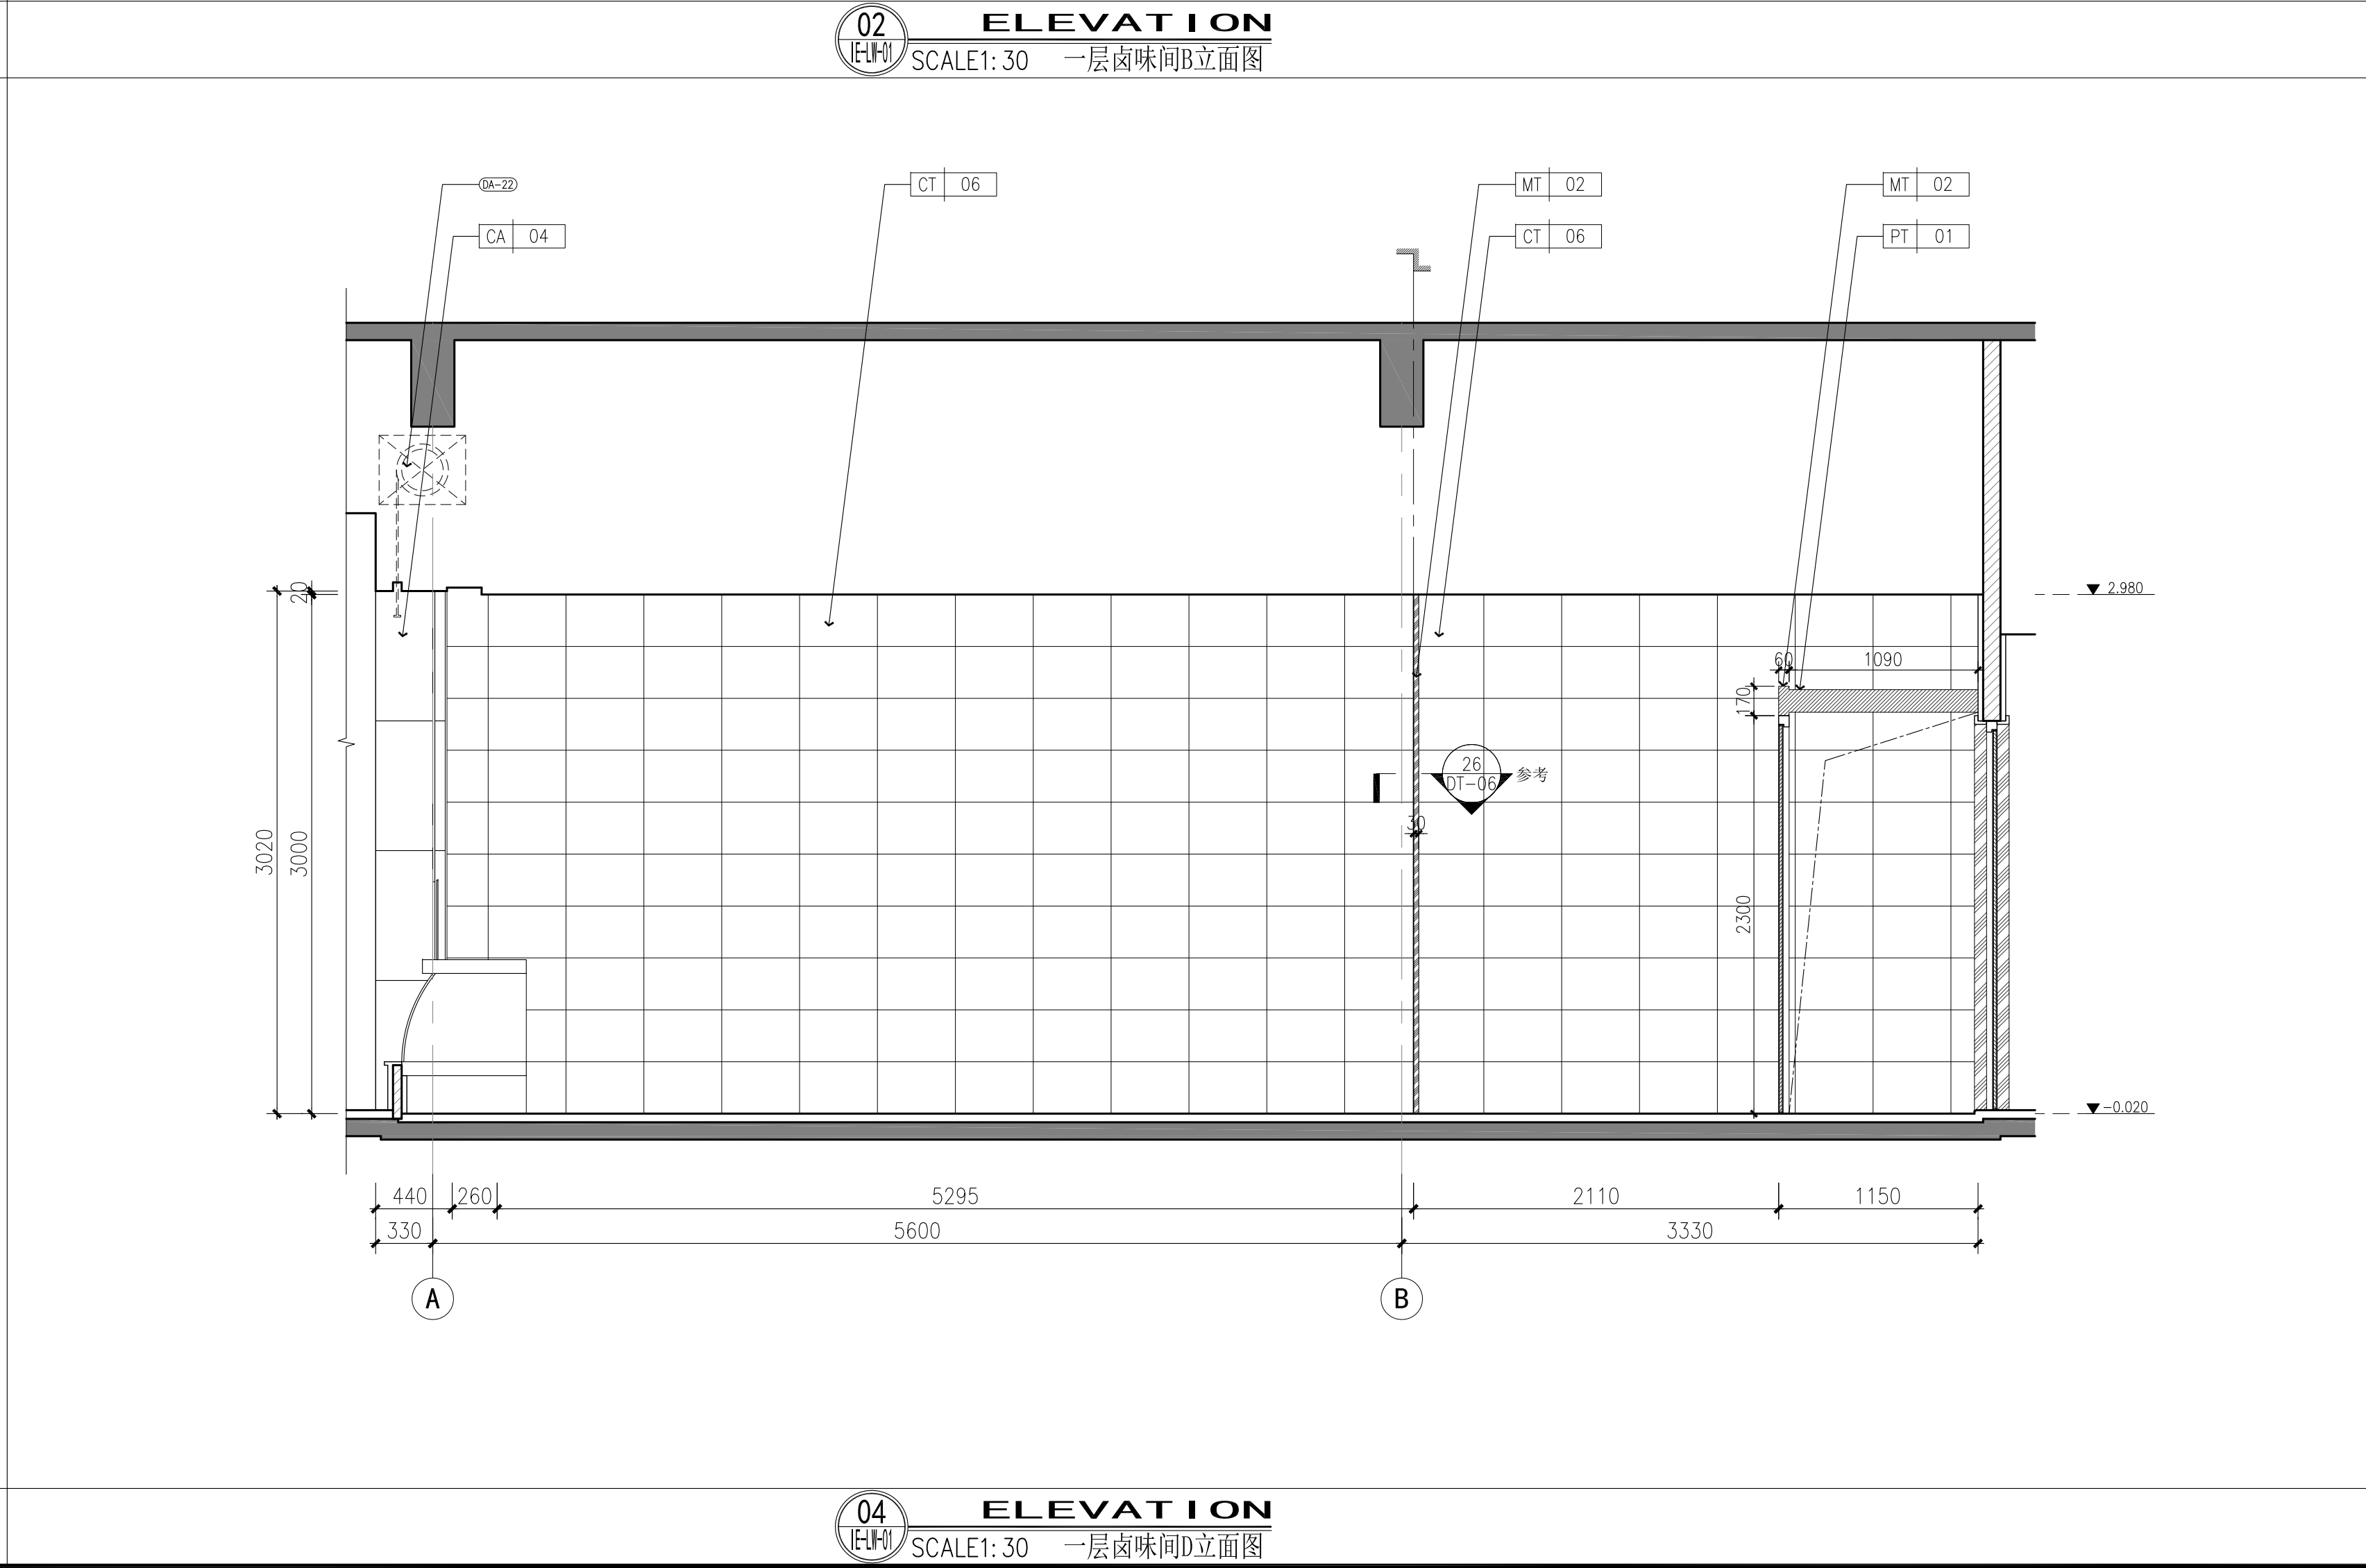 02 ELEVATION
IE-LW-01 SCALE1:30 一层卤味间B立面图
DA-22 CT 06 MT 02 MT 02
CA 04 CT 06 PT 01
20 2.980
60 1090
170
26
DT-06 参考
30
3020 3000
2300
-0.020
440 260 5295 2110 1150
330 5600 3330
A B
04 ELEVATION
IE-LW-01 SCALE1:30 一层卤味间D立面图